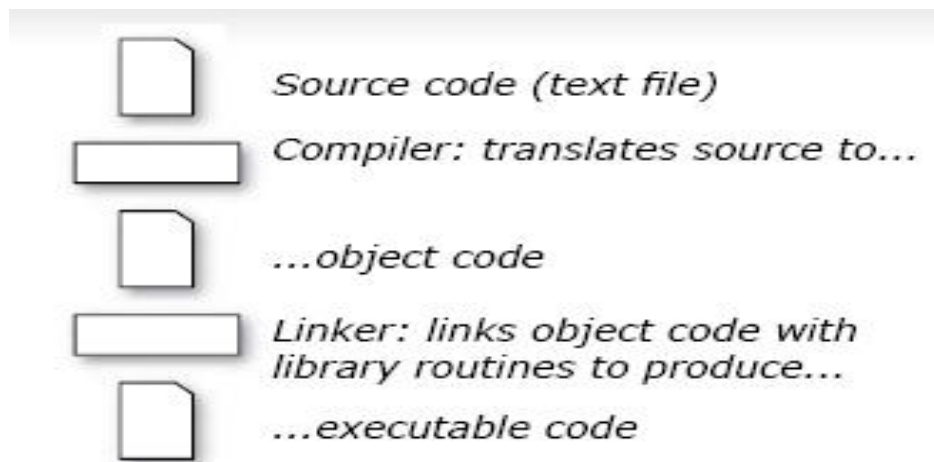 Source code (text file)
Compiler: translates source to...
...object code
Linker: links object code with
library routines to produce...
...executable code